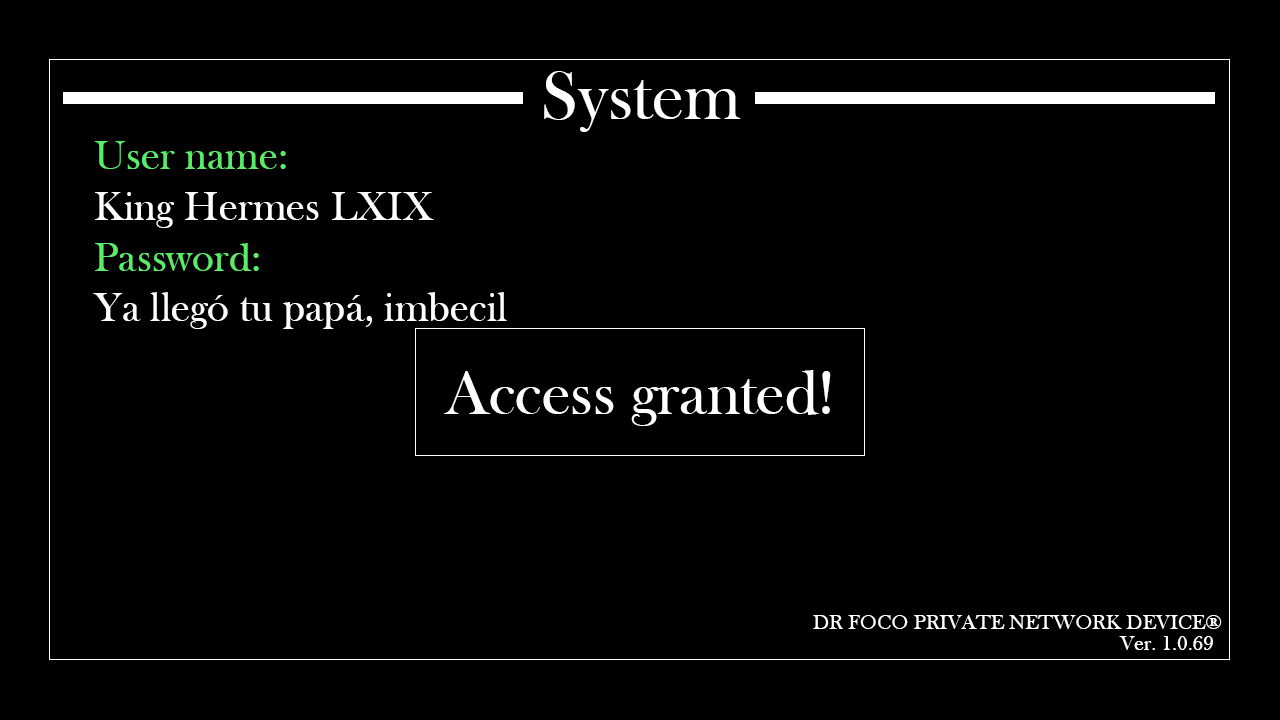 System
User name:
King Hermes LXIX
Password:
Ya llegó tu papá, imbecil
Access granted!
DR FOCO PRIVATE NETWORK DEVICE®
Ver. 1.0.69